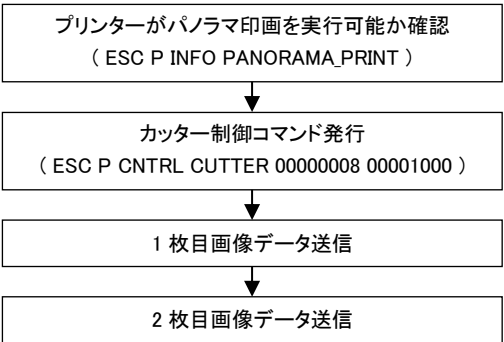 プリンターがパノラマ印画を実行可能か確認
( ESC P INFO PANORAMA_PRINT )
カッター制御コマンド発行
( ESC P CNTRL CUTTER 00000008 00001000 )
1 枚目画像データ送信
2 枚目画像データ送信